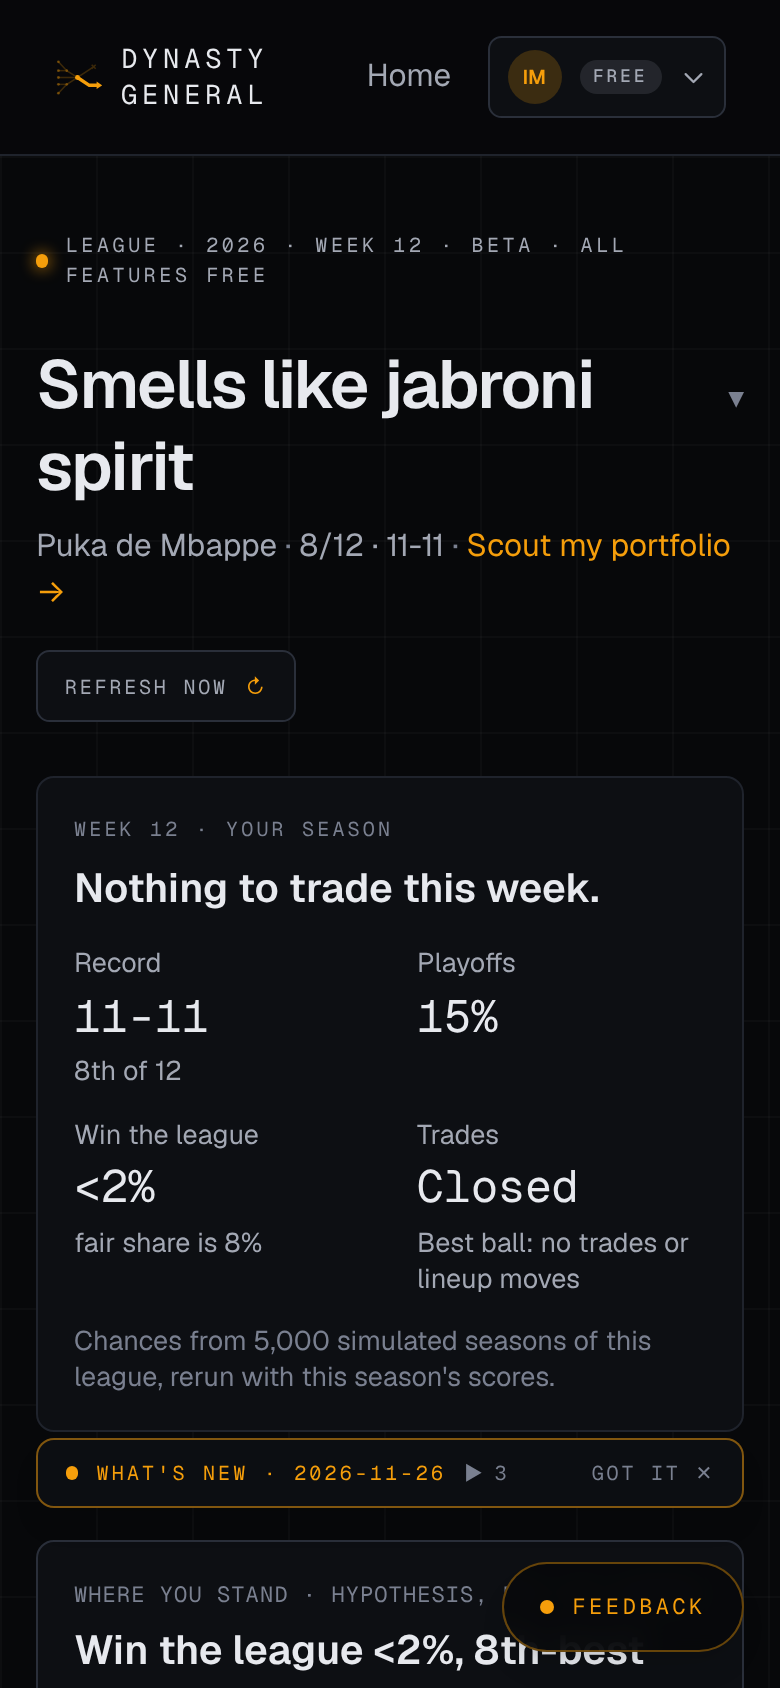 DYNASTY
GENERAL
Home
IM
FREE
LEAGUE · 2026 · WEEK 12 · BETA · ALL
FEATURES FREE
Smells like jabroni
spirit
▼
Puka de Mbappe · 8/12 · 11-11 · Scout my portfolio
→
REFRESH NOW ↻
WEEK 12 · YOUR SEASON
Nothing to trade this week.
Record
11-11
8th of 12
Playoffs
15%
Win the league
<2%
fair share is 8%
Trades
Closed
Best ball: no trades or
lineup moves
Chances from 5,000 simulated seasons of this
league, rerun with this season's scores.
WHAT'S NEW · 2026-11-26 ▶ 3 GOT IT ×
WHERE YOU STAND · HYPOTHESIS,
FEEDBACK
Win the league <2%, 8th-best